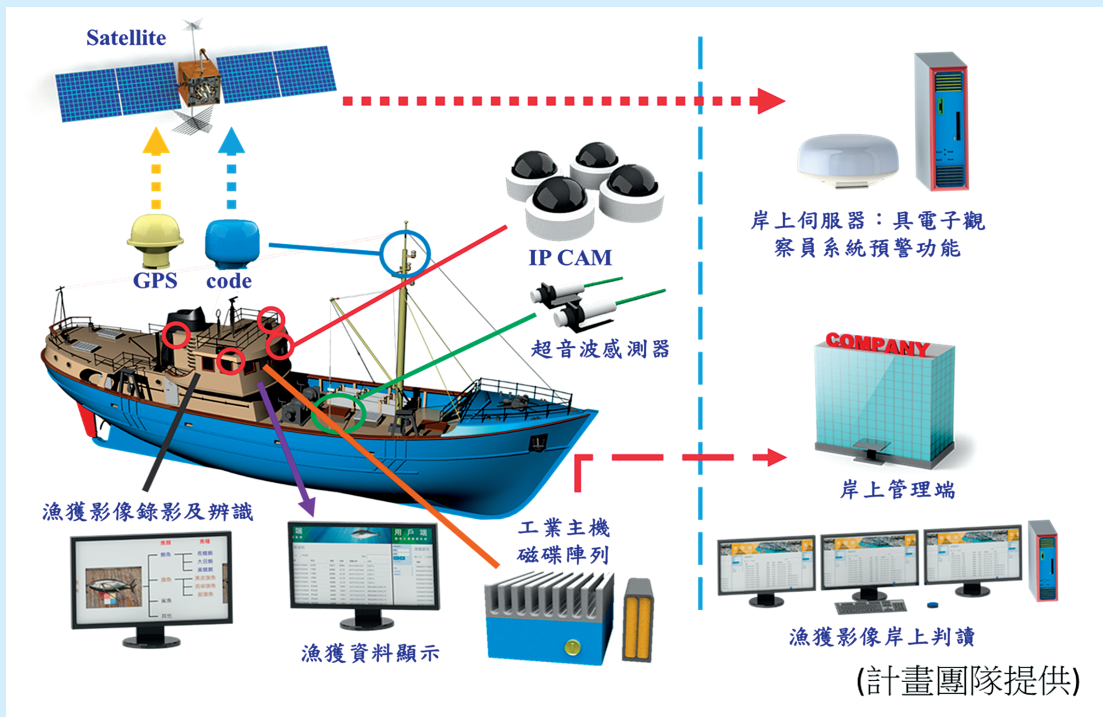 Satellite
GPS
code
IP CAM
超音波感測器
岸上伺服器：具電子觀
察員系統預警功能
COMPANY
岸上管理端
漁獲影像錄影及辨識
漁獲資料顯示
用戶端
工業主機
磁碟陣列
漁獲影像岸上判讀
(計畫團隊提供)